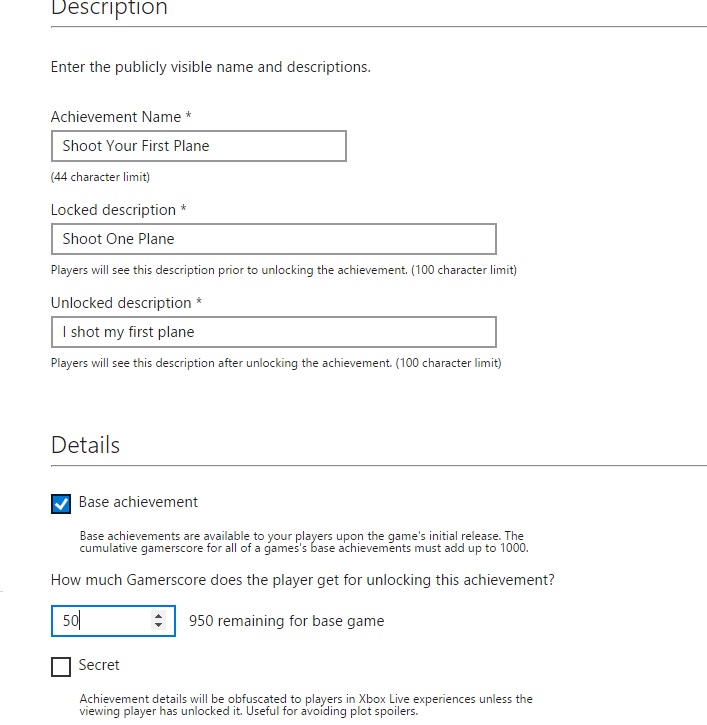 Description
Enter the publicly visible name and descriptions.
Achievement Name *
Shoot Your First Plane
(44 character limit)
Locked description *
Shoot One Plane
Players will see this description prior to unlocking the achievement. (100 character limit)
Unlocked description *
I shot my first plane
Players will see this description after unlocking the achievement. (100 character limit)
Details
Base achievement
Base achievements are available to your players upon the game's initial release. The
cumulative gamerscore for all of a games's base achievements must add up to 1000.
How much Gamerscore does the player get for unlocking this achievement?
50 950 remaining for base game
Secret
Achievement details will be obfuscated to players in Xbox Live experiences unless the
viewing player has unlocked it. Useful for avoiding plot spoilers.